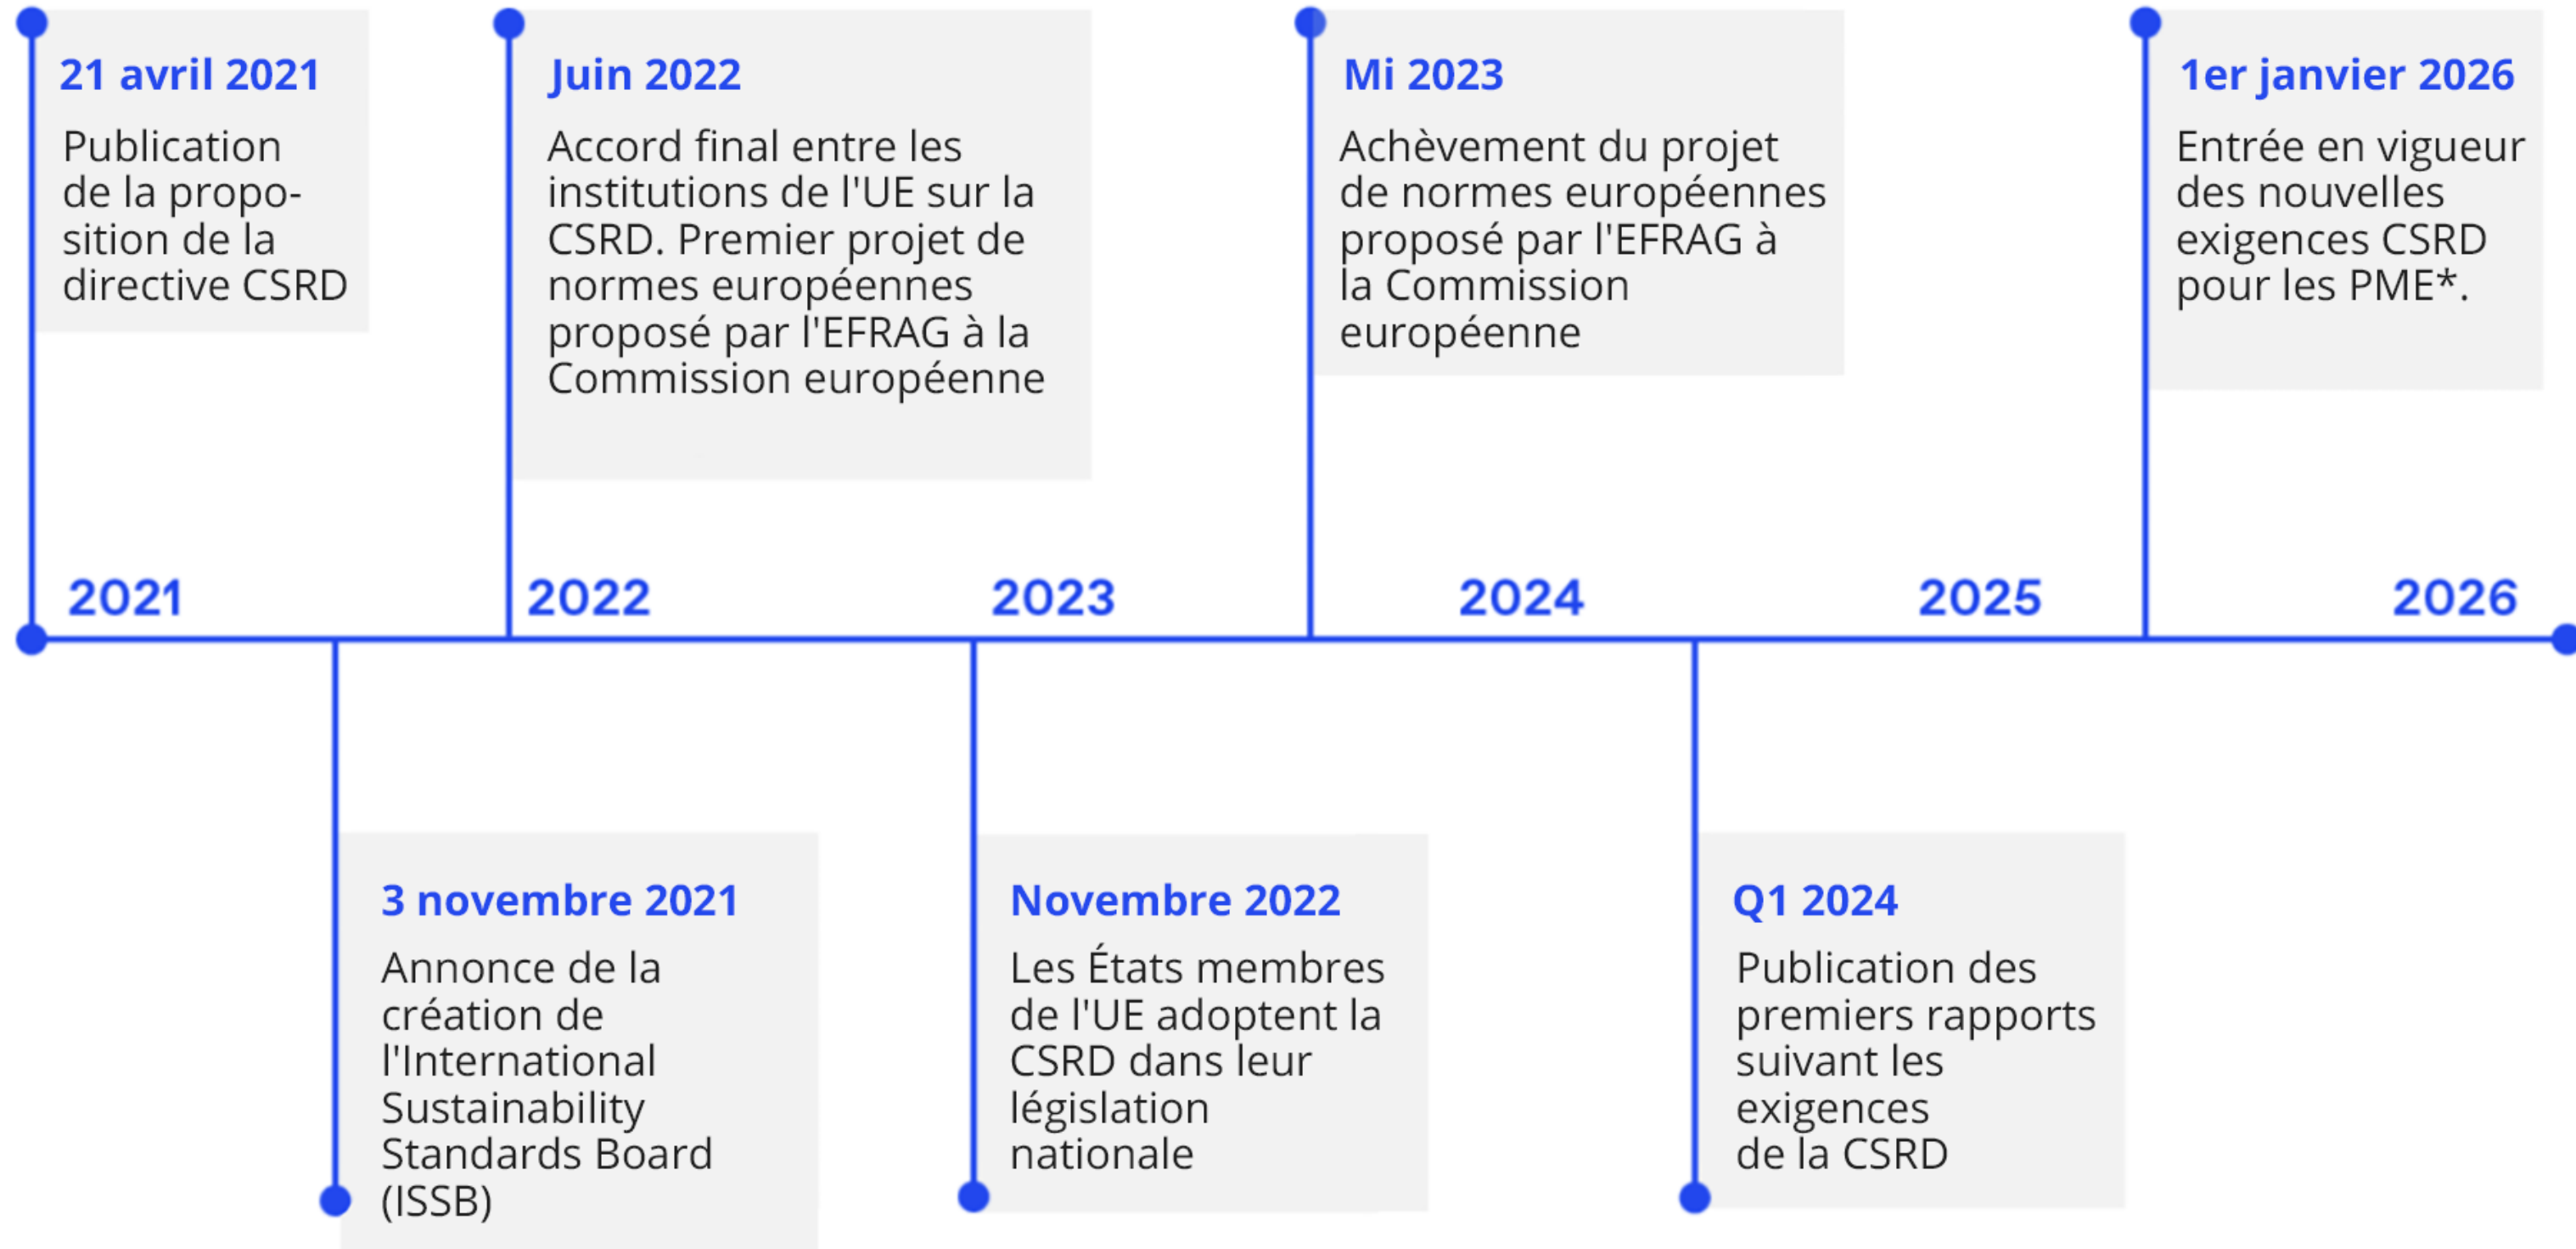 21 avril 2021
Publication
de la propo-
sition de la
directive CSRD
Juin 2022
Accord final entre les
institutions de l'UE sur la
CSRD. Premier projet de
normes européennes
proposé par l'EFRAG à la
Commission européenne
Mi 2023
Achèvement du projet
de normes européennes
proposé par l'EFRAG à
la Commission
européenne
1er janvier 2026
Entrée en vigueur
des nouvelles
exigences CSRD
pour les PME*.
2021
2022
2023
2024
2025
2026
3 novembre 2021
Annonce de la
création de
l'International
Sustainability
Standards Board
(ISSB)
Novembre 2022
Les États membres
de l'UE adoptent la
CSRD dans leur
législation
nationale
Q1 2024
Publication des
premiers rapports
suivant les
exigences
de la CSRD